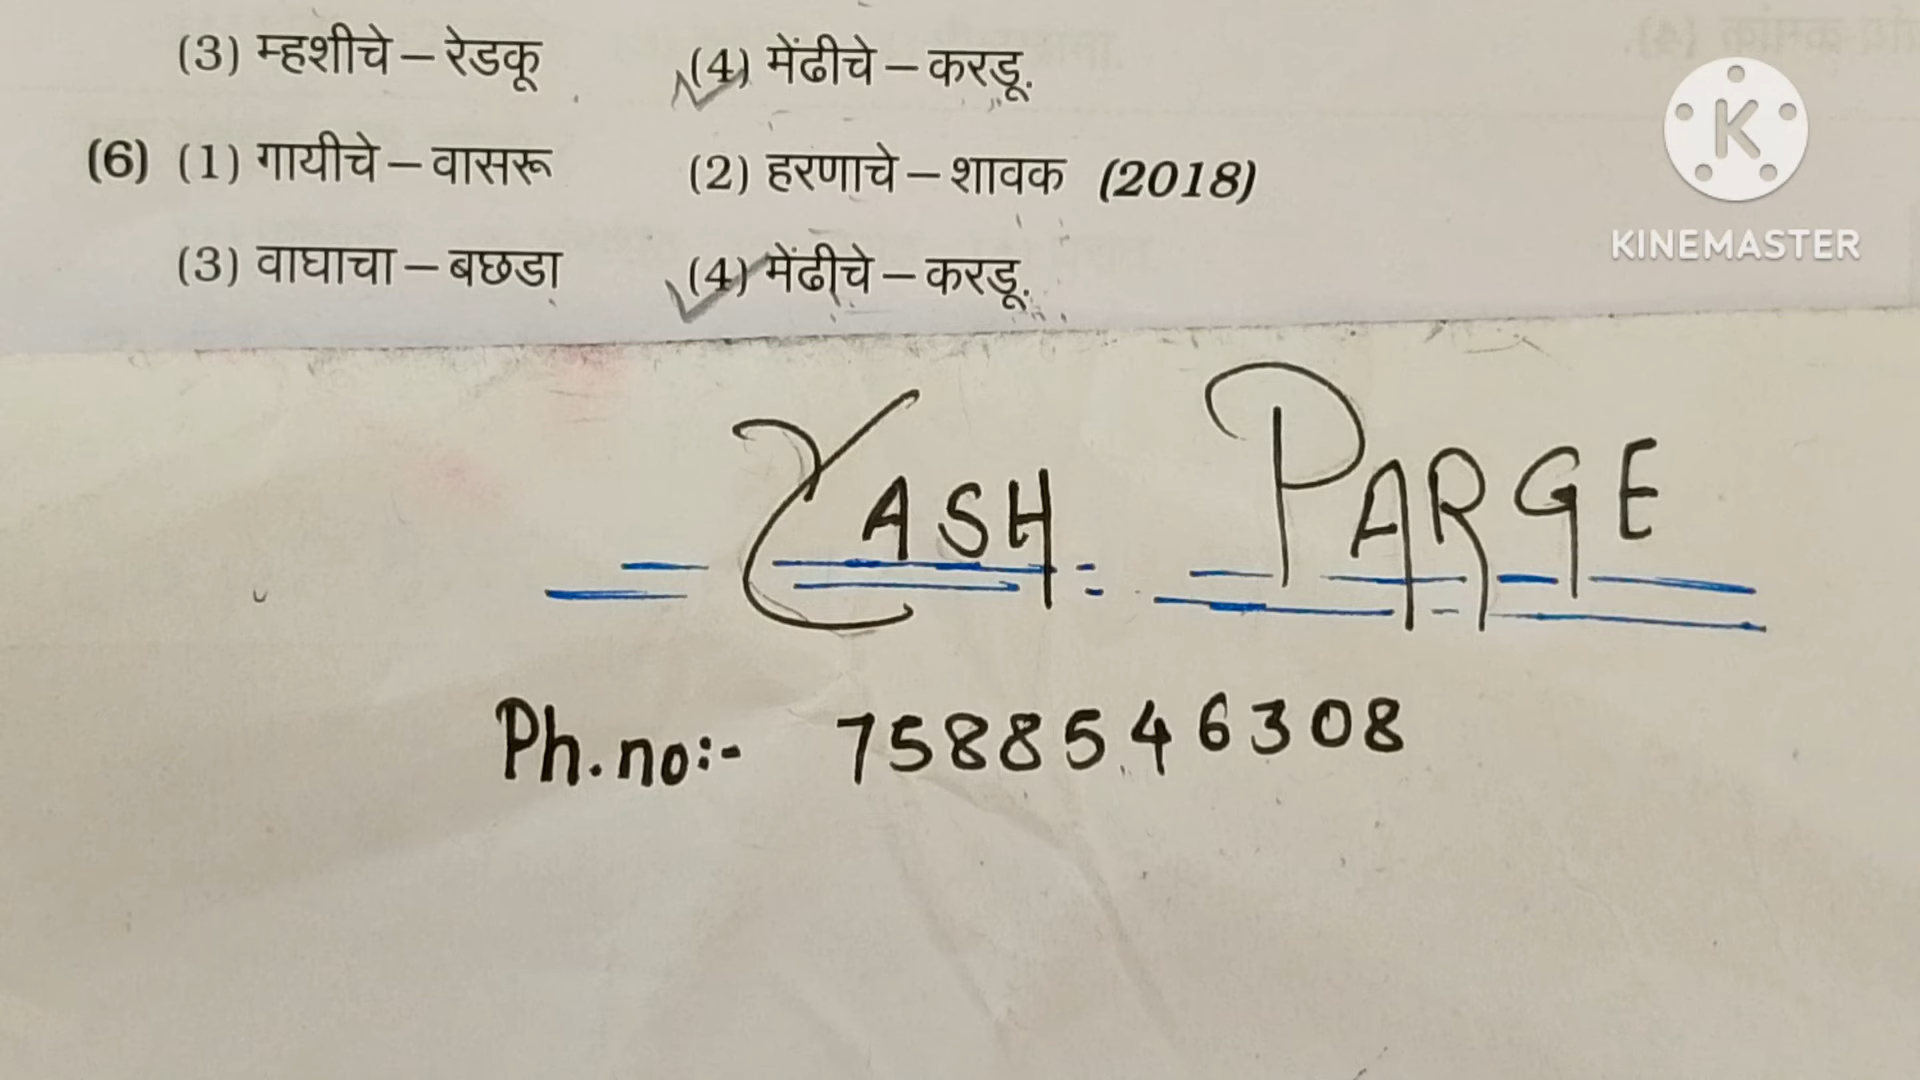 (3) म्हशीचे – रेडकू (4) मेंढीचे – करडू.
(6) (1) गायीचे – वासरू (2) हरणाचे – शावक (2018)
(3) वाघाचा – बछडा (4) मेंढीचे – करडू.
K
KINEMASTER
YASH PARGE
Ph.no:- 7588546308